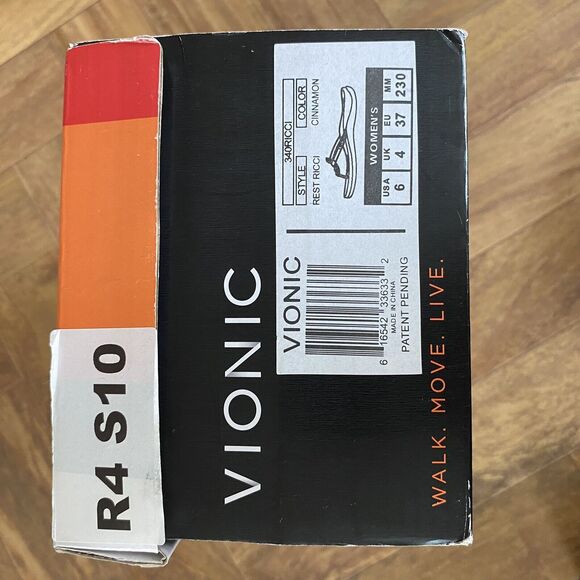 R4 S10
VIONIC
WALK. MOVE. LIVE.
340RICCI
STYLE COLOR
REST RICCI CINNAMON
WOMEN'S
USA UK EU MM
6 4 37 230
VIONIC
6 16542 33633 2
MADE IN CHINA
PATENT PENDING